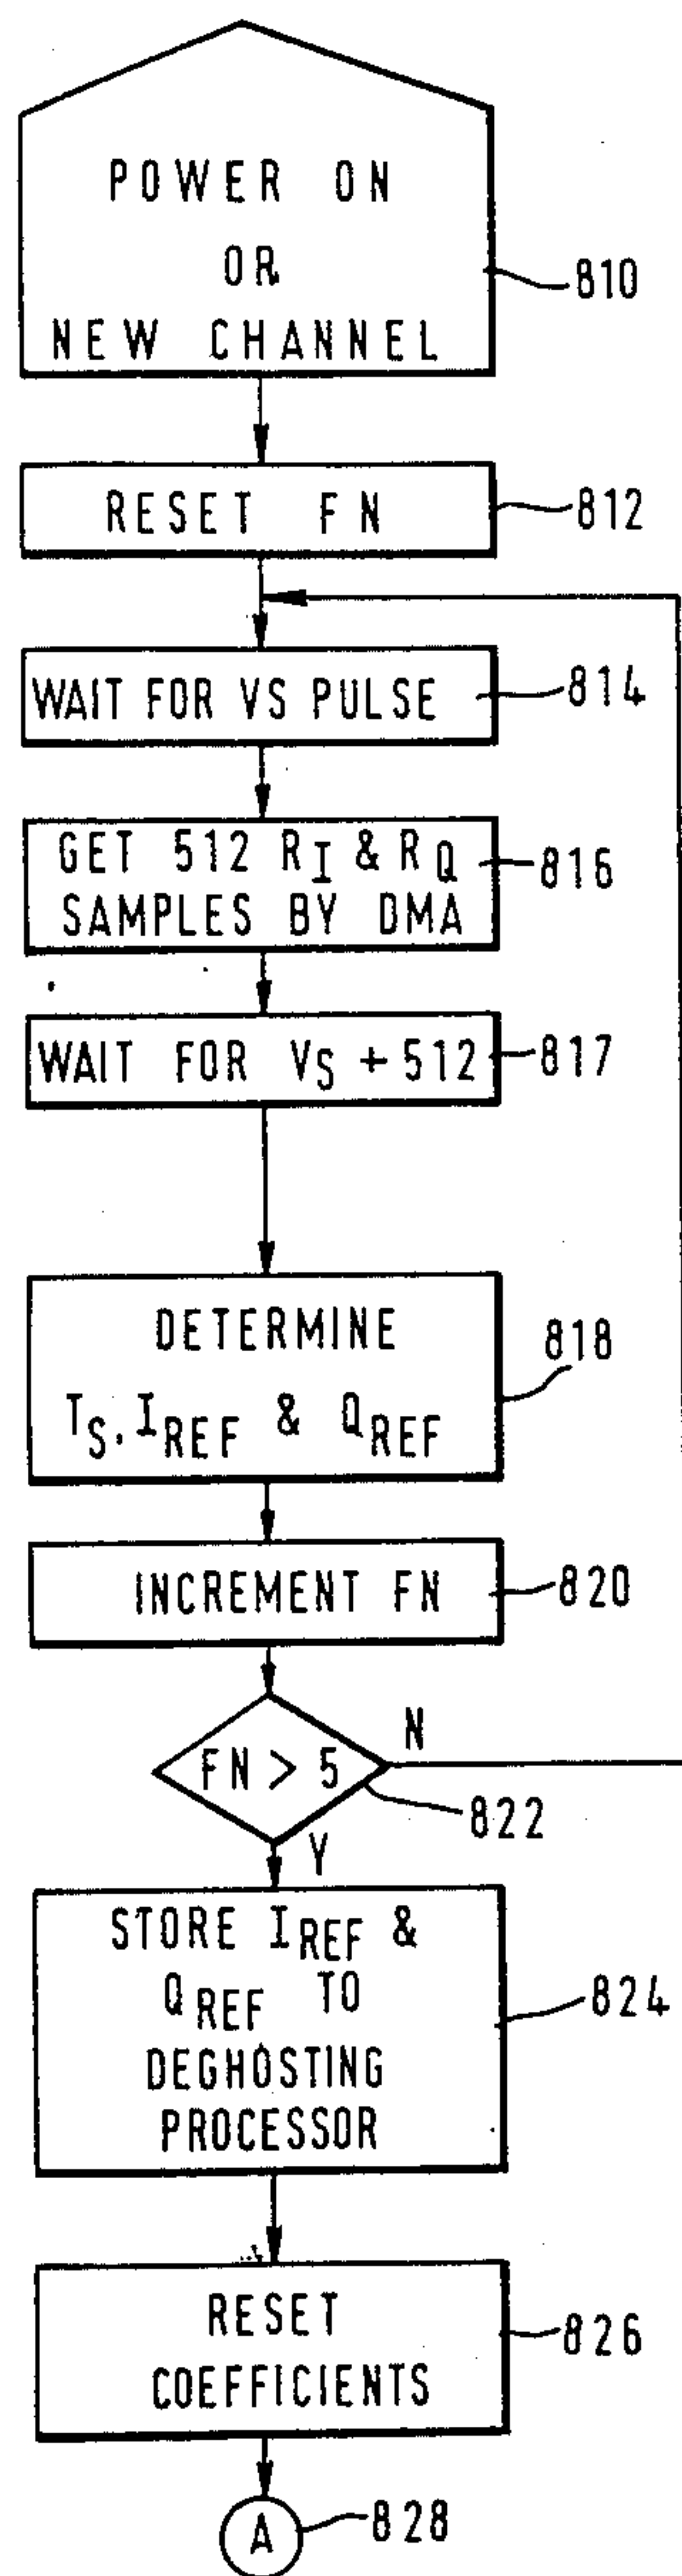 POWER ON
OR
NEW CHANNEL
810
RESET FN
812
WAIT FOR VS PULSE
814
GET 512 RI & RQ
SAMPLES BY DMA
816
WAIT FOR VS + 512
817
DETERMINE
TS, IREF & QREF
818
INCREMENT FN
820
FN > 5
N
822
Y
STORE IREF &
QREF TO
DEGHOSTING
PROCESSOR
824
RESET
COEFFICIENTS
826
A
828